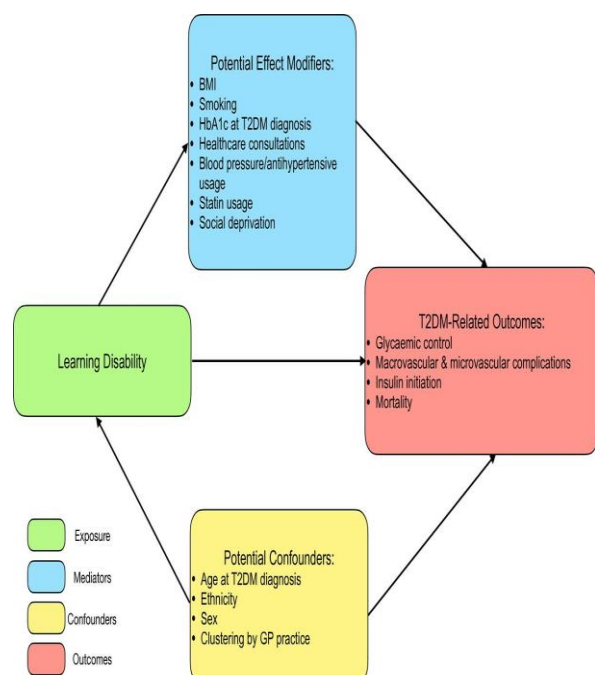 Potential Effect Modifiers:
• BMI
• Smoking
• HbA1c at T2DM diagnosis
• Healthcare consultations
• Blood pressure/antihypertensive
usage
• Statin usage
• Social deprivation
Learning Disability
T2DM-Related Outcomes:
• Glycaemic control
• Macrovascular & microvascular complications
• Insulin initiation
• Mortality
Potential Confounders:
• Age at T2DM diagnosis
• Ethnicity
• Sex
• Clustering by GP practice
Exposure
Mediators
Confounders
Outcomes